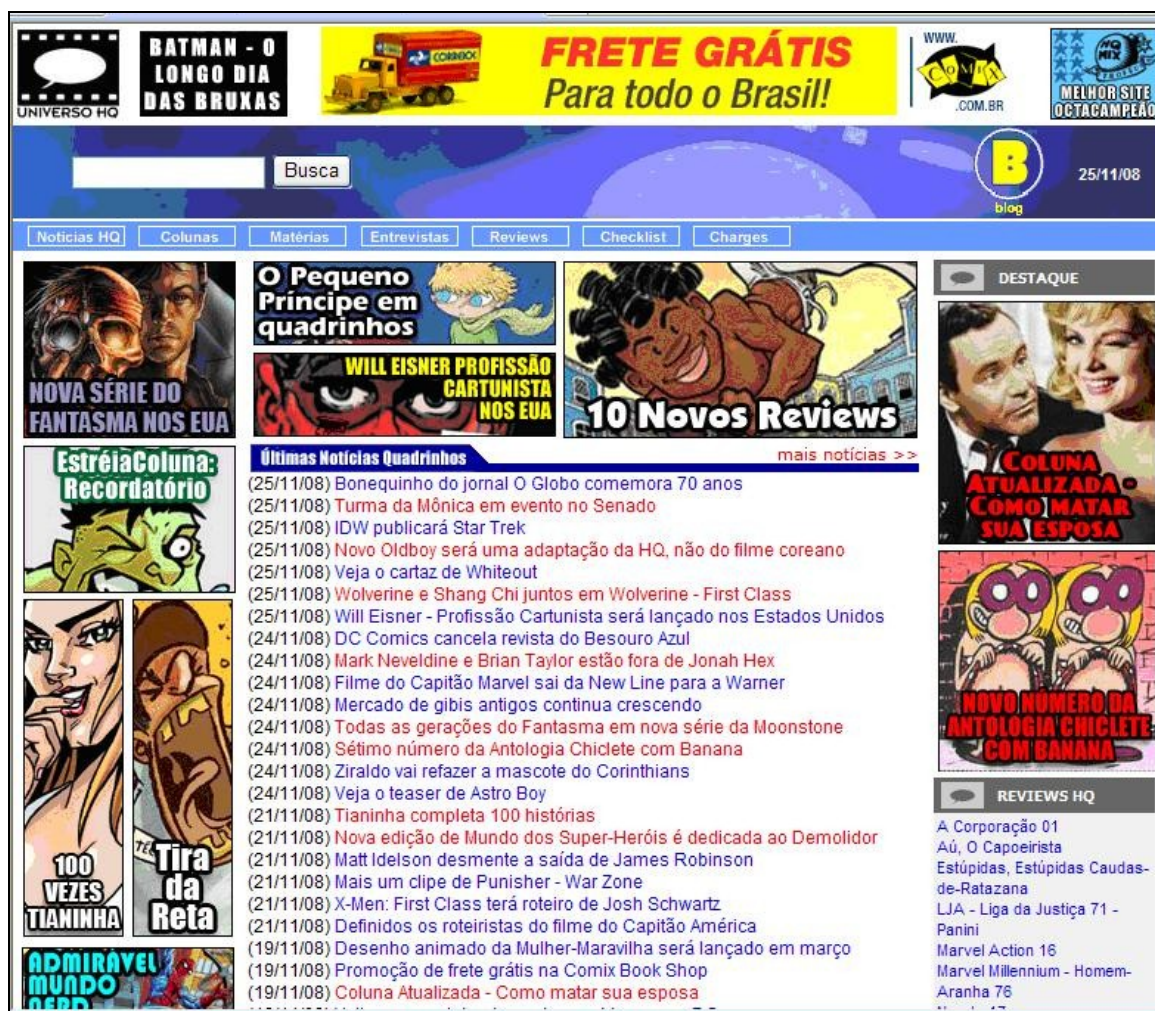 UNIVERSO HQ
BATMAN - O
LONGO DIA
DAS BRUXAS
CORREIOS
FRETE GRÁTIS
Para todo o Brasil!
WWW.
COMIX
.COM.BR
HQ
MIX
TROFÉU
MELHOR SITE
OCTACAMPEÃO
Busca
B
blog
25/11/08
Notícias HQ
Colunas
Matérias
Entrevistas
Reviews
Checklist
Charges
NOVA SÉRIE DO
FANTASMA NOS EUA
EstréiaColuna:
Recordatório
100
VEZES
TIANINHA
Tira
da
Reta
ADMIRÁVEL
MUNDO
NERD
O Pequeno
Príncipe em
quadrinhos
WILL EISNER PROFISSÃO
CARTUNISTA
NOS EUA
10 Novos Reviews
Últimas Notícias Quadrinhos
mais notícias >>
(25/11/08) Bonequinho do jornal O Globo comemora 70 anos
(25/11/08) Turma da Mônica em evento no Senado
(25/11/08) IDW publicará Star Trek
(25/11/08) Novo Oldboy será uma adaptação da HQ, não do filme coreano
(25/11/08) Veja o cartaz de Whiteout
(25/11/08) Wolverine e Shang Chi juntos em Wolverine - First Class
(25/11/08) Will Eisner - Profissão Cartunista será lançado nos Estados Unidos
(24/11/08) DC Comics cancela revista do Besouro Azul
(24/11/08) Mark Neveldine e Brian Taylor estão fora de Jonah Hex
(24/11/08) Filme do Capitão Marvel sai da New Line para a Warner
(24/11/08) Mercado de gibis antigos continua crescendo
(24/11/08) Todas as gerações do Fantasma em nova série da Moonstone
(24/11/08) Sétimo número da Antologia Chiclete com Banana
(24/11/08) Ziraldo vai refazer a mascote do Corinthians
(24/11/08) Veja o teaser de Astro Boy
(21/11/08) Tianinha completa 100 histórias
(21/11/08) Nova edição de Mundo dos Super-Heróis é dedicada ao Demolidor
(21/11/08) Matt Idelson desmente a saída de James Robinson
(21/11/08) Mais um clipe de Punisher - War Zone
(21/11/08) X-Men: First Class terá roteiro de Josh Schwartz
(21/11/08) Definidos os roteiristas do filme do Capitão América
(19/11/08) Desenho animado da Mulher-Maravilha será lançado em março
(19/11/08) Promoção de frete grátis na Comix Book Shop
(19/11/08) Coluna Atualizada - Como matar sua esposa
DESTAQUE
COLUNA
ATUALIZADA -
COMO MATAR
SUA ESPOSA
NOVO NÚMERO DA
ANTOLOGIA CHICLETE
COM BANANA
REVIEWS HQ
A Corporação 01
Aú, O Capoeirista
Estúpidas, Estúpidas Caudas-
de-Ratazana
LJA - Liga da Justiça 71 -
Panini
Marvel Action 16
Marvel Millennium - Homem-
Aranha 76